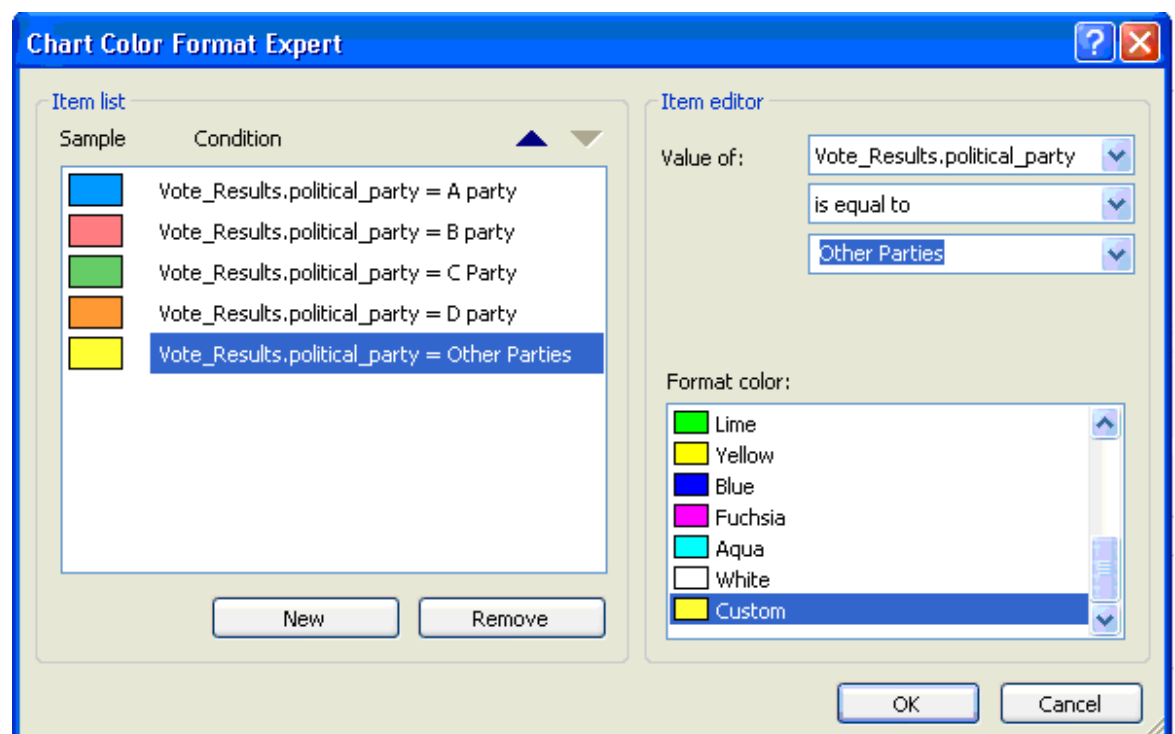 Chart Color Format Expert
Item list
Sample Condition
Vote_Results.political_party = A party
Vote_Results.political_party = B party
Vote_Results.political_party = C Party
Vote_Results.political_party = D party
Vote_Results.political_party = Other Parties
New Remove
Item editor
Value of: Vote_Results.political_party
is equal to
Other Parties
Format color:
Lime
Yellow
Blue
Fuchsia
Aqua
White
Custom
OK Cancel